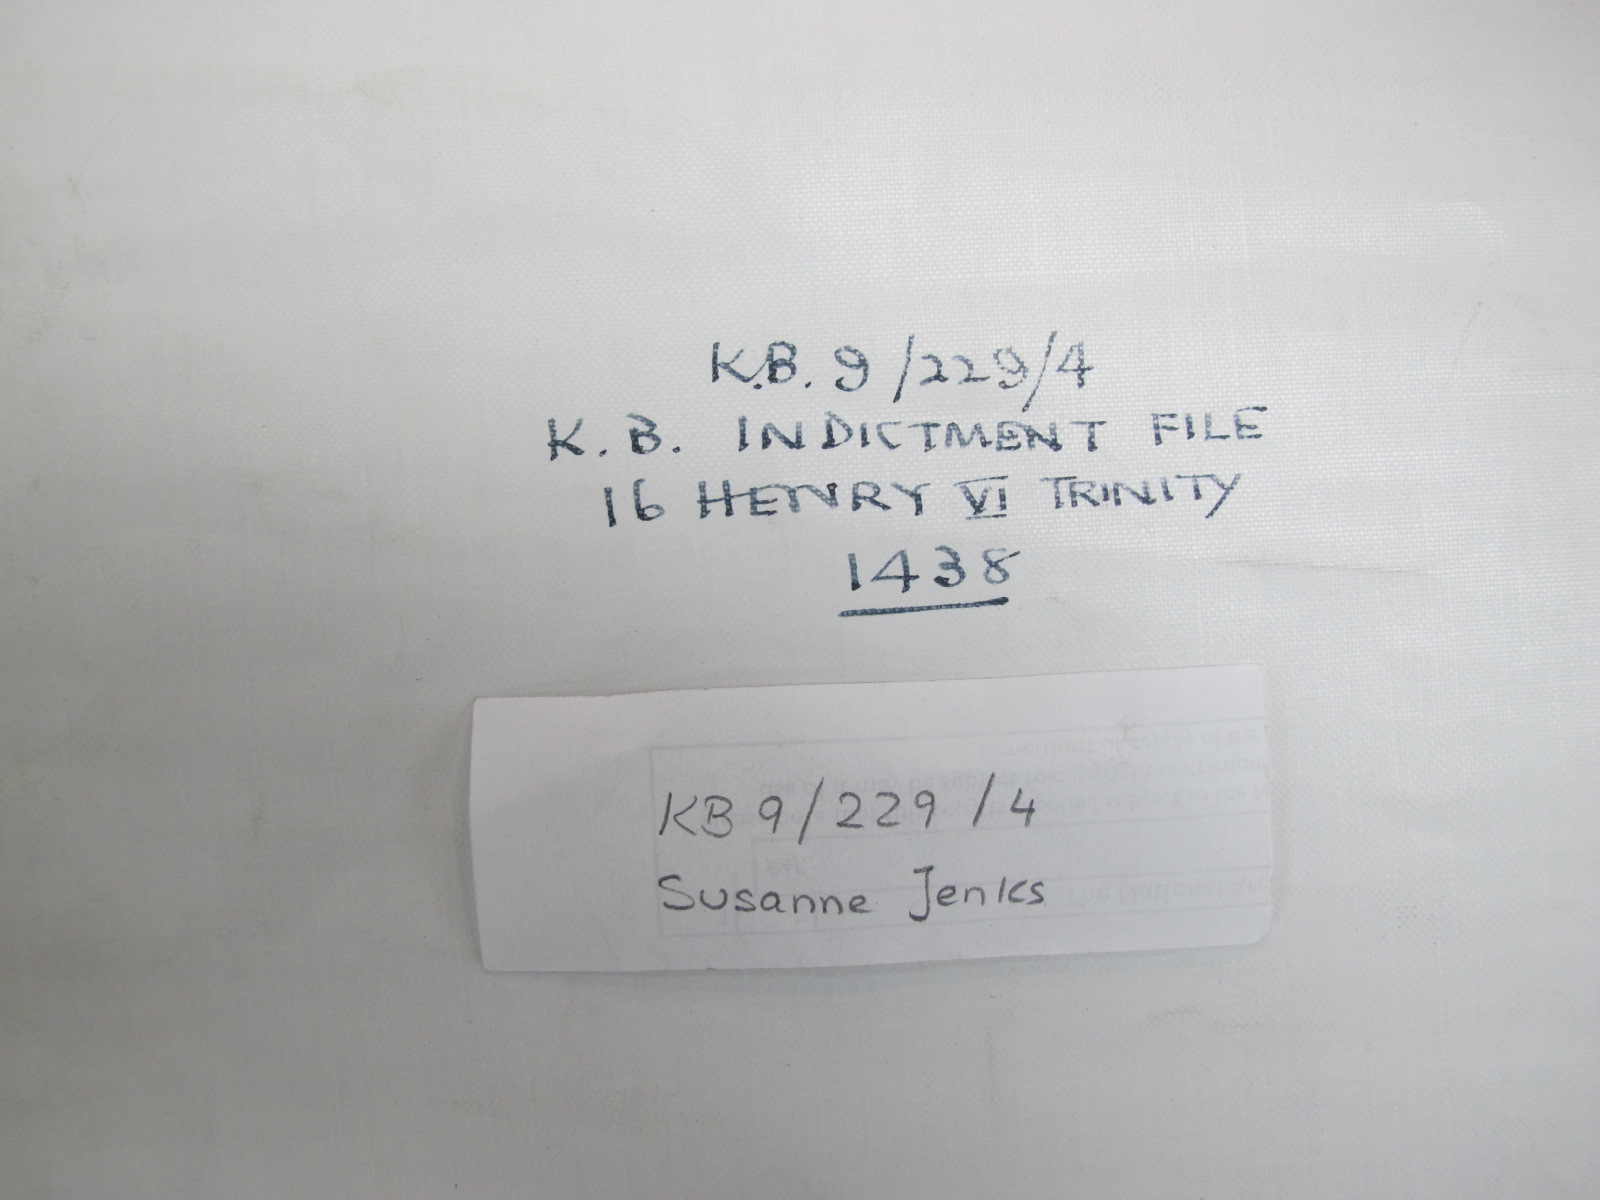 K.B. 9/229/4
K. B. INDICTMENT FILE
16 HENRY VI TRINITY
1438
KB 9/229/4
Susanne Jenks